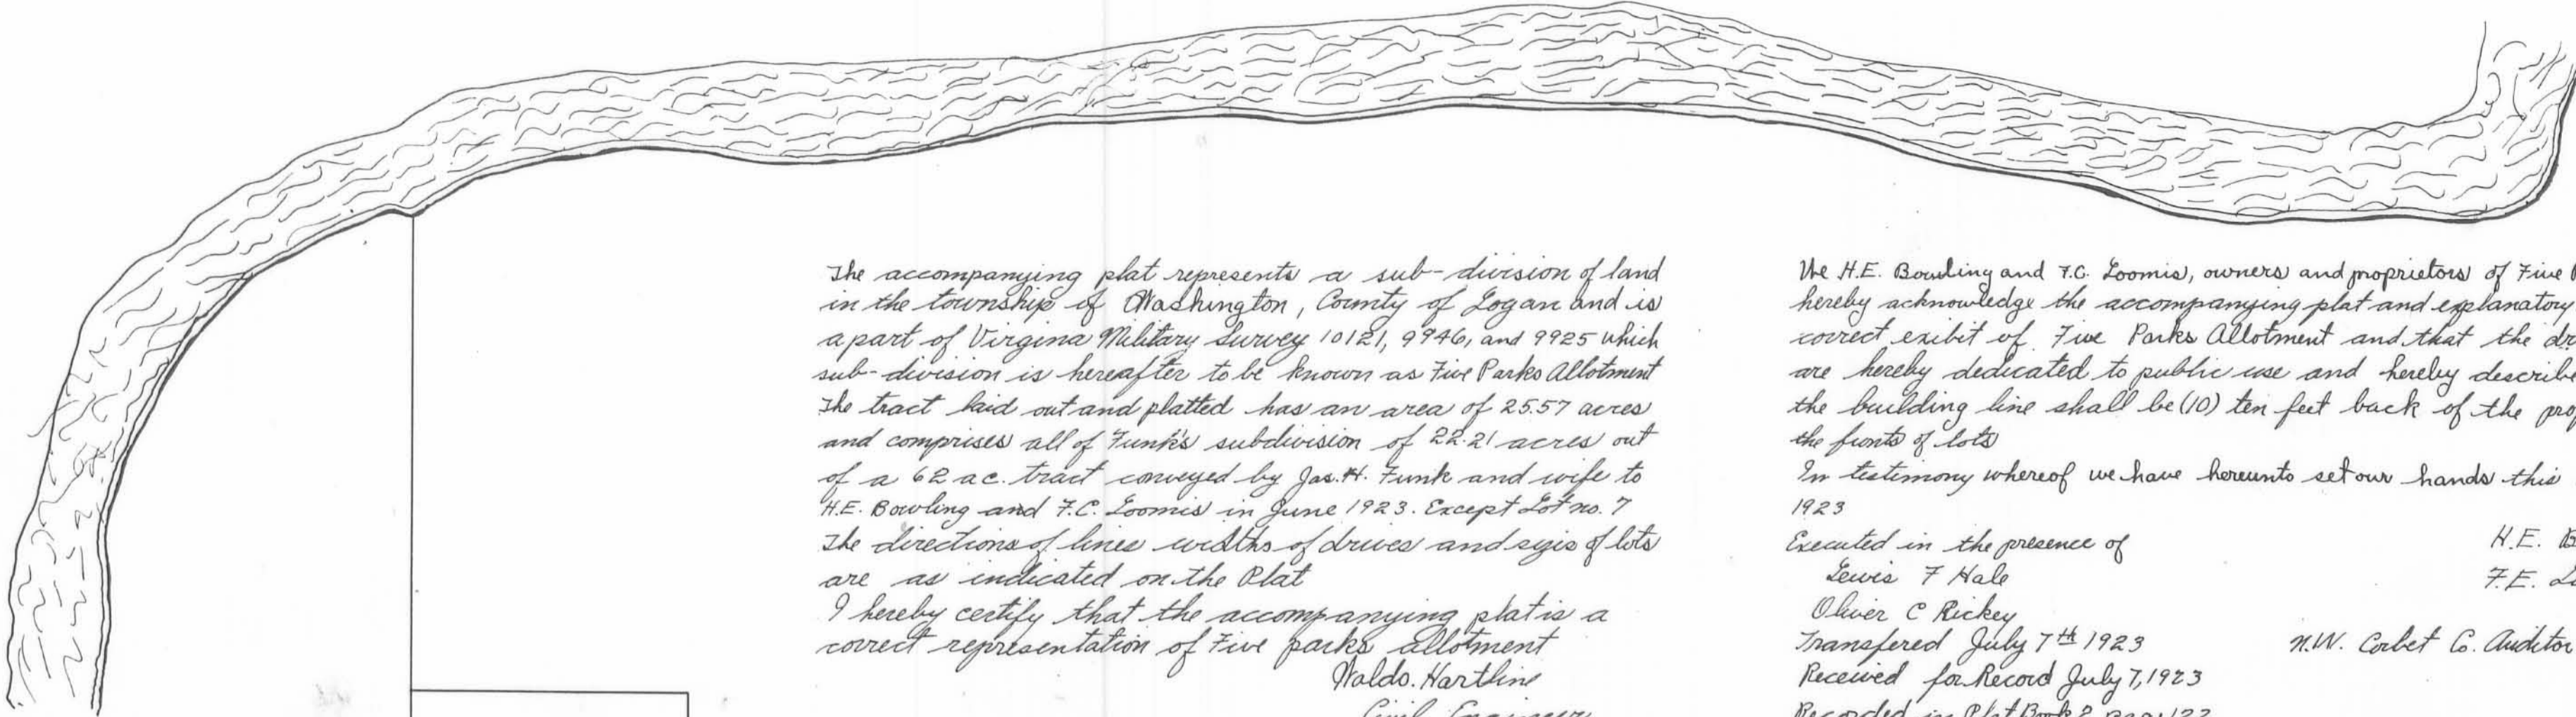 The accompanying plat represents a sub-division of land
in the township of Washington, County of Logan and is
a part of Virgina Military Survey 10121, 9946, and 9925 which
sub-division is hereafter to be known as Five Parks Allotment
The tract laid out and platted has an area of 25.57 acres
and comprises all of Funk's subdivision of 22.21 acres out
of a 62 ac. tract conveyed by Jas. H. Funk and wife to
H.E. Bowling and F.C. Loomis in June 1923. Except Lot no. 7
The directions of lines widths of drives and sizis of lots
are as indicated on the Plat
I hereby certify that the accompanying plat is a
correct representation of Five parks allotment
Waldo. Hartline
Civil Engineer
We H.E. Bowling and F.C. Loomis, owners and proprietors of Five
hereby acknowledge the accompanying plat and explanatory
correct exibit of Five Parks Allotment and that the dr
are hereby dedicated to public use and hereby describe
the building line shall be (10) ten feet back of the pro
the fronts of lots
In testimony whereof we have hereunto set our hands this
1923
Executed in the presence of
H.E. B
Lewis F Hale
F.E. L
Oliver C Rickey
Transfered July 7th 1923
N.W. Corbet Co. Auditor
Received for Record July 7, 1923
Recorded in Plat Book